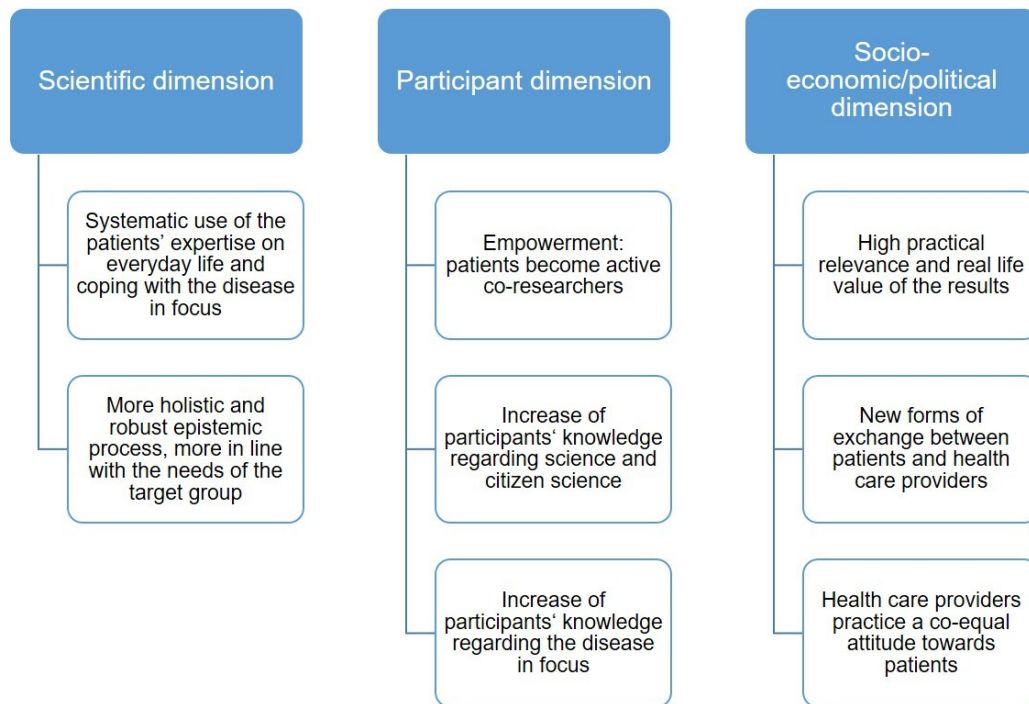 Scientific dimension
Systematic use of the
patients’ expertise on
everyday life and
coping with the disease
in focus
More holistic and
robust epistemic
process, more in line
with the needs of the
target group
Participant dimension
Empowerment:
patients become active
co-researchers
Increase of
participants‘ knowledge
regarding science and
citizen science
Increase of
participants‘ knowledge
regarding the disease
in focus
Socio-
economic/political
dimension
High practical
relevance and real life
value of the results
New forms of
exchange between
patients and health
care providers
Health care providers
practice a co-equal
attitude towards
patients